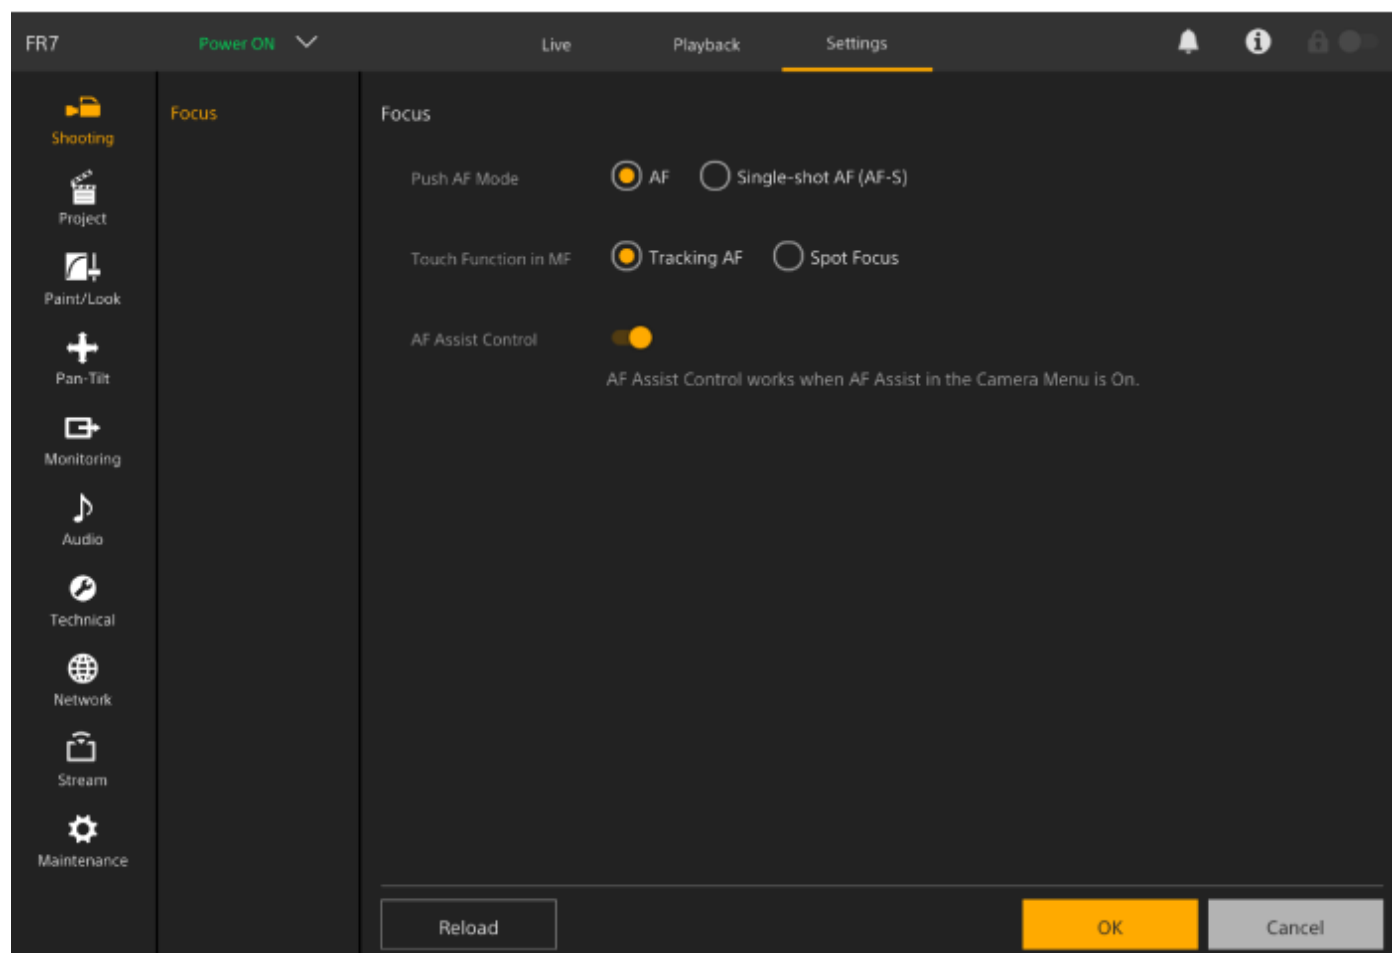 FR7
Power ON
Live
Playback
Settings
Shooting
Project
Paint/Look
Pan-Tilt
Monitoring
Audio
Technical
Network
Stream
Maintenance
Focus
Focus
Push AF Mode
AF
Single-shot AF (AF-S)
Touch Function in MF
Tracking AF
Spot Focus
AF Assist Control
AF Assist Control works when AF Assist in the Camera Menu is On.
Reload
OK
Cancel